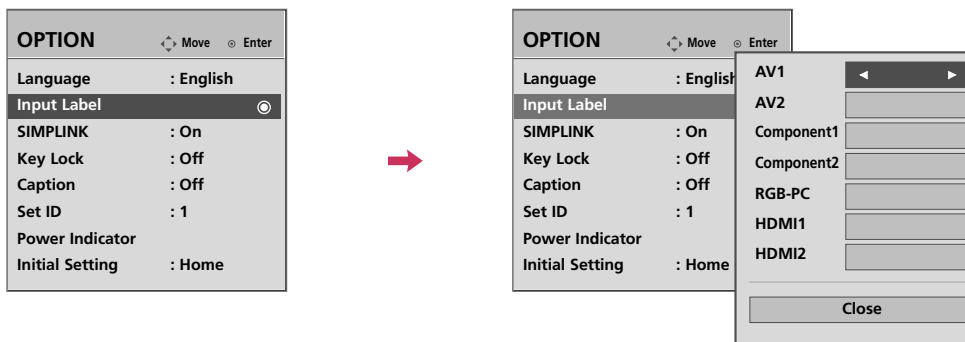 OPTION Move Enter
Language : English
Input Label
SIMPLINK : On
Key Lock : Off
Caption : Off
Set ID : 1
Power Indicator
Initial Setting : Home
OPTION Move Enter
Language : English
Input Label
SIMPLINK : On
Key Lock : Off
Caption : Off
Set ID : 1
Power Indicator
Initial Setting : Home
AV1
AV2
Component1
Component2
RGB-PC
HDMI1
HDMI2
Close